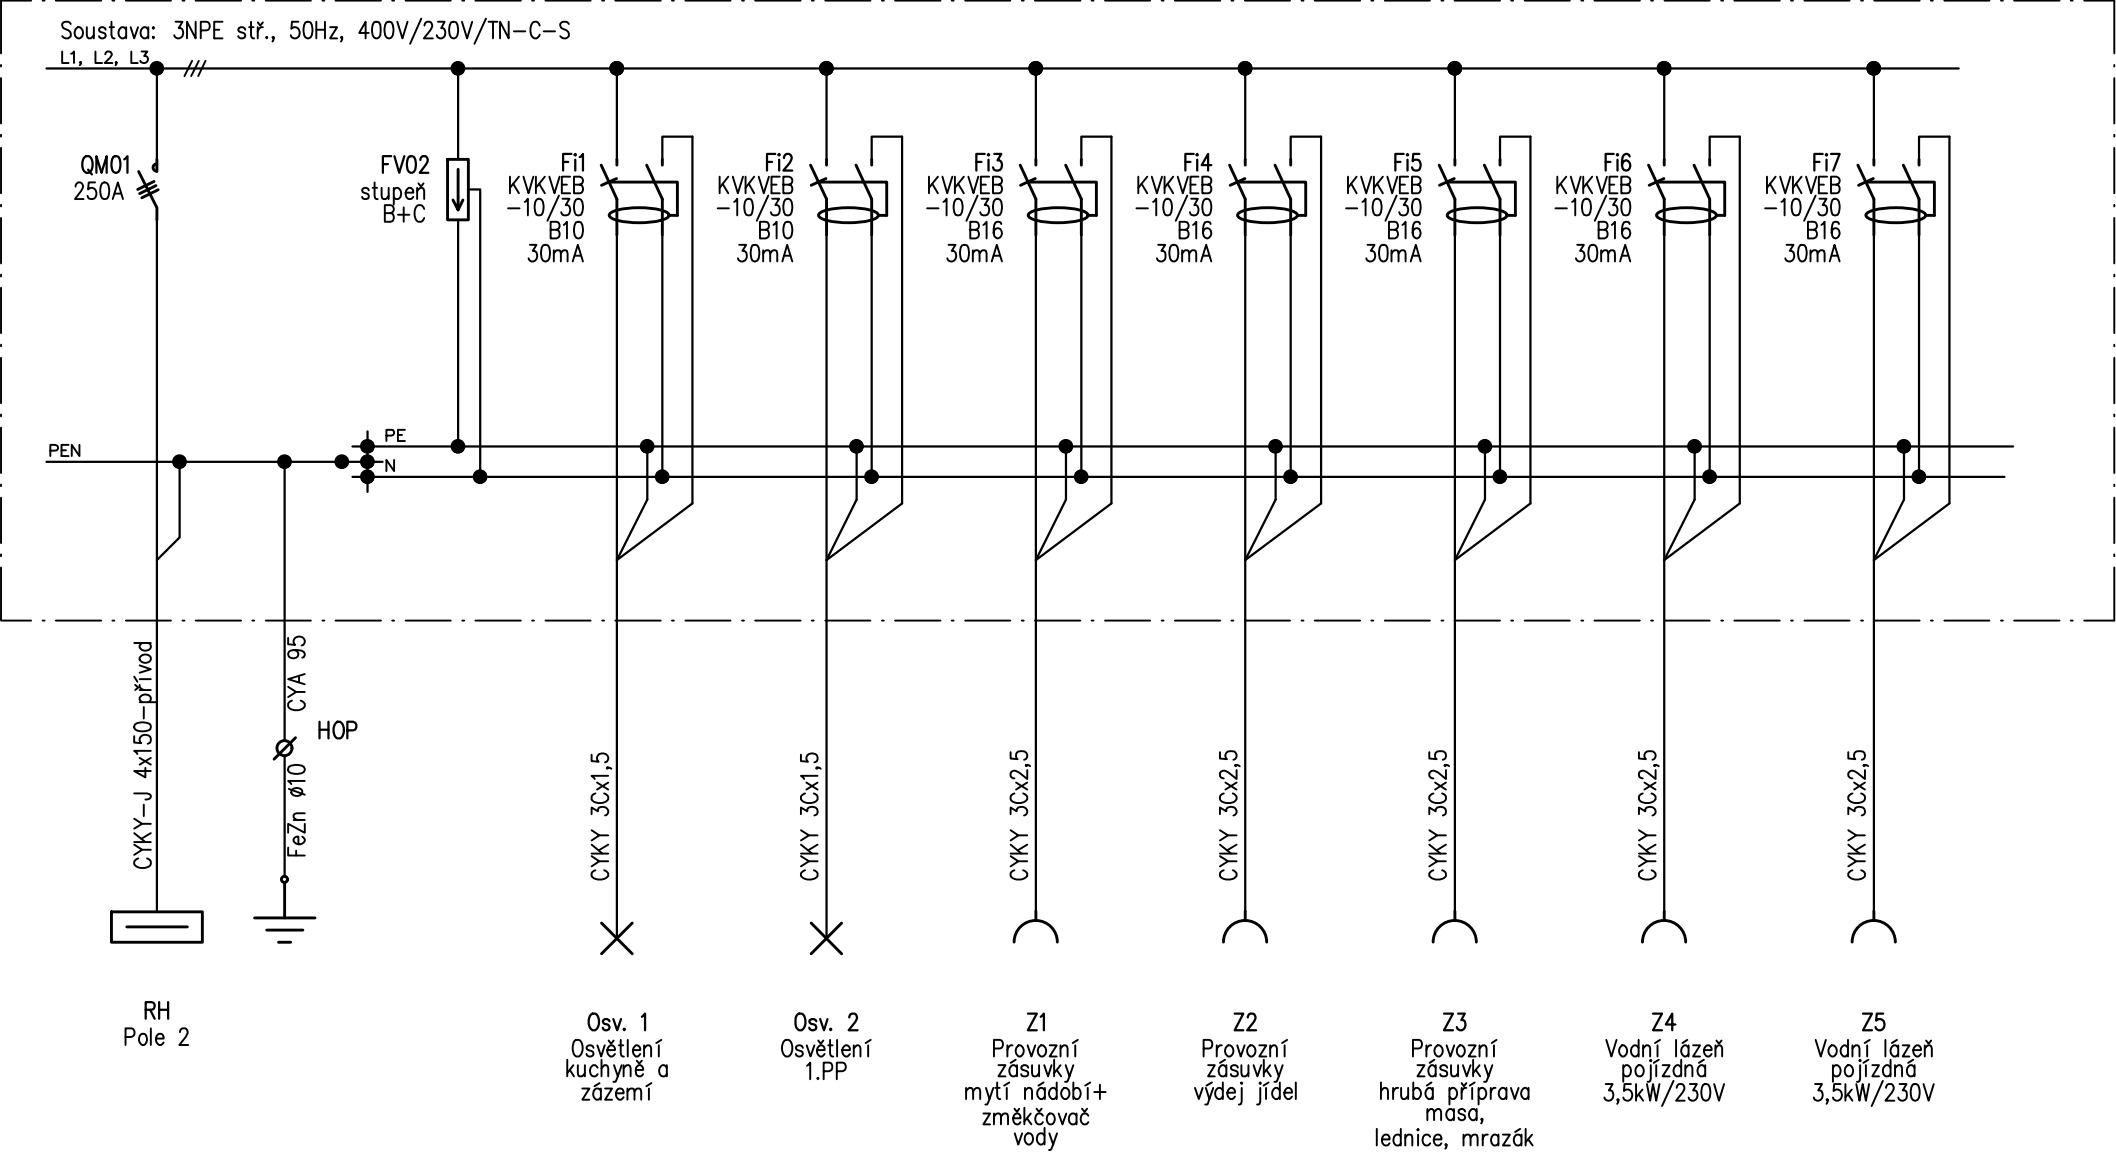 Soustava: 3NPE stř., 50Hz, 400V/230V/TN-C-S
L1, L2, L3
QM01
250A
FV02
stupeň
B+C
Fi1
KVKVEB
-10/30
B10
30mA
Fi2
KVKVEB
-10/30
B10
30mA
Fi3
KVKVEB
-10/30
B16
30mA
Fi4
KVKVEB
-10/30
B16
30mA
Fi5
KVKVEB
-10/30
B16
30mA
Fi6
KVKVEB
-10/30
B16
30mA
Fi7
KVKVEB
-10/30
B16
30mA
PEN
PE
N
CYKY-J 4x150-přívod
CYA 95
HOP
FeZn ø10
CYKY 3Cx1,5
CYKY 3Cx1,5
CYKY 3Cx2,5
CYKY 3Cx2,5
CYKY 3Cx2,5
CYKY 3Cx2,5
CYKY 3Cx2,5
RH
Pole 2
Osv. 1
Osvětlení
kuchyně a
zázemí
Osv. 2
Osvětlení
1.PP
Z1
Provozní
zásuvky
mytí nádobí+
změkčovač
vody
Z2
Provozní
zásuvky
výdej jídel
Z3
Provozní
zásuvky
hrubá příprava
masa,
lednice, mrazák
Z4
Vodní lázeň
pojízdná
3,5kW/230V
Z5
Vodní lázeň
pojízdná
3,5kW/230V